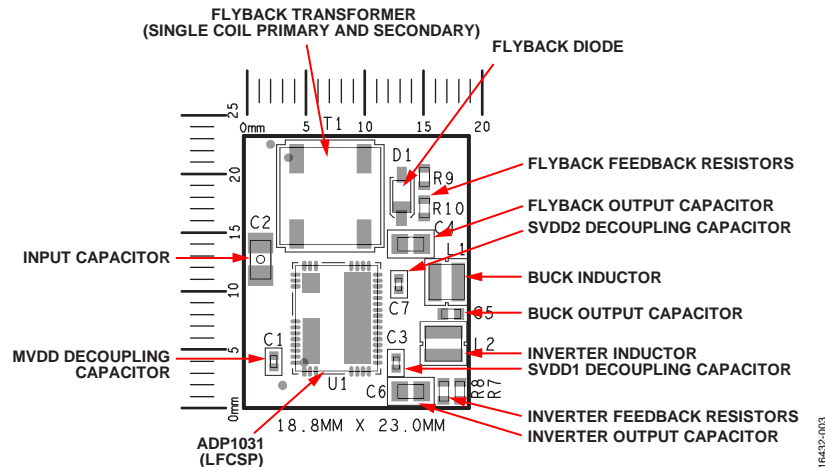 FLYBACK TRANSFORMER
(SINGLE COIL PRIMARY AND SECONDARY)
FLYBACK DIODE
25
0mm
5
10
15
20
T1
D1
R9
FLYBACK FEEDBACK RESISTORS
20
R10
FLYBACK OUTPUT CAPACITOR
C2
C4
SVDD2 DECOUPLING CAPACITOR
15
L1
INPUT CAPACITOR
BUCK INDUCTOR
10
C7
C5
BUCK OUTPUT CAPACITOR
C1
C3
L2
INVERTER INDUCTOR
5
MVDD DECOUPLING
CAPACITOR
SVDD1 DECOUPLING CAPACITOR
U1
C6
R8
R7
0mm
INVERTER FEEDBACK RESISTORS
18.8MM X 23.0MM
INVERTER OUTPUT CAPACITOR
ADP1031
(LFCSP)
16432-003